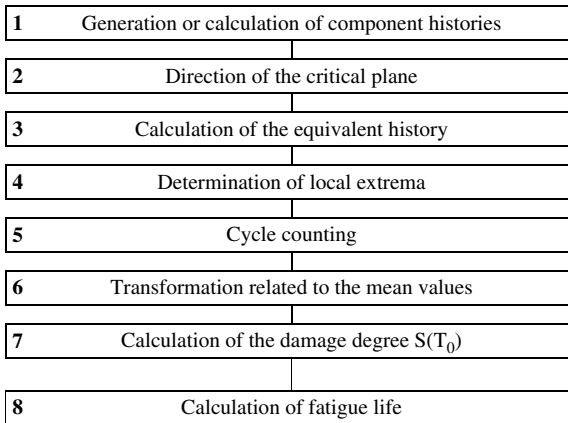 1 Generation or calculation of component histories
2 Direction of the critical plane
3 Calculation of the equivalent history
4 Determination of local extrema
5 Cycle counting
6 Transformation related to the mean values
7 Calculation of the damage degree S(T₀)
8 Calculation of fatigue life